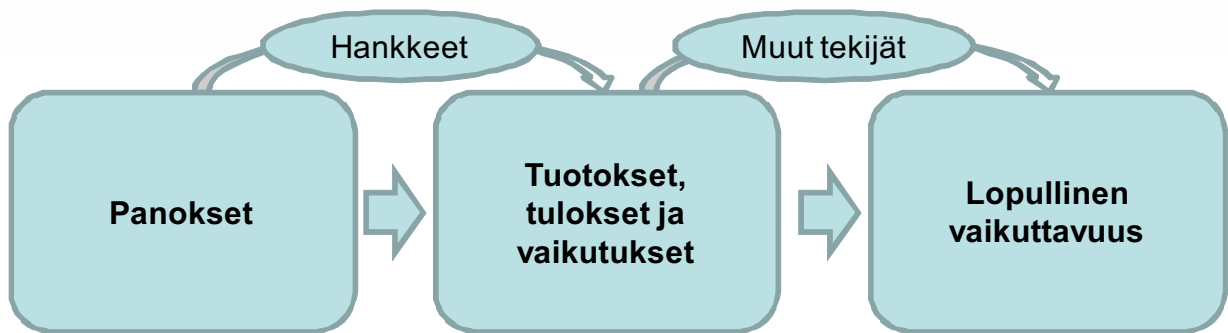 Hankkeet
Muut tekijät
Panokset
Tuotokset,
tulokset ja
vaikutukset
Lopullinen
vaikuttavuus